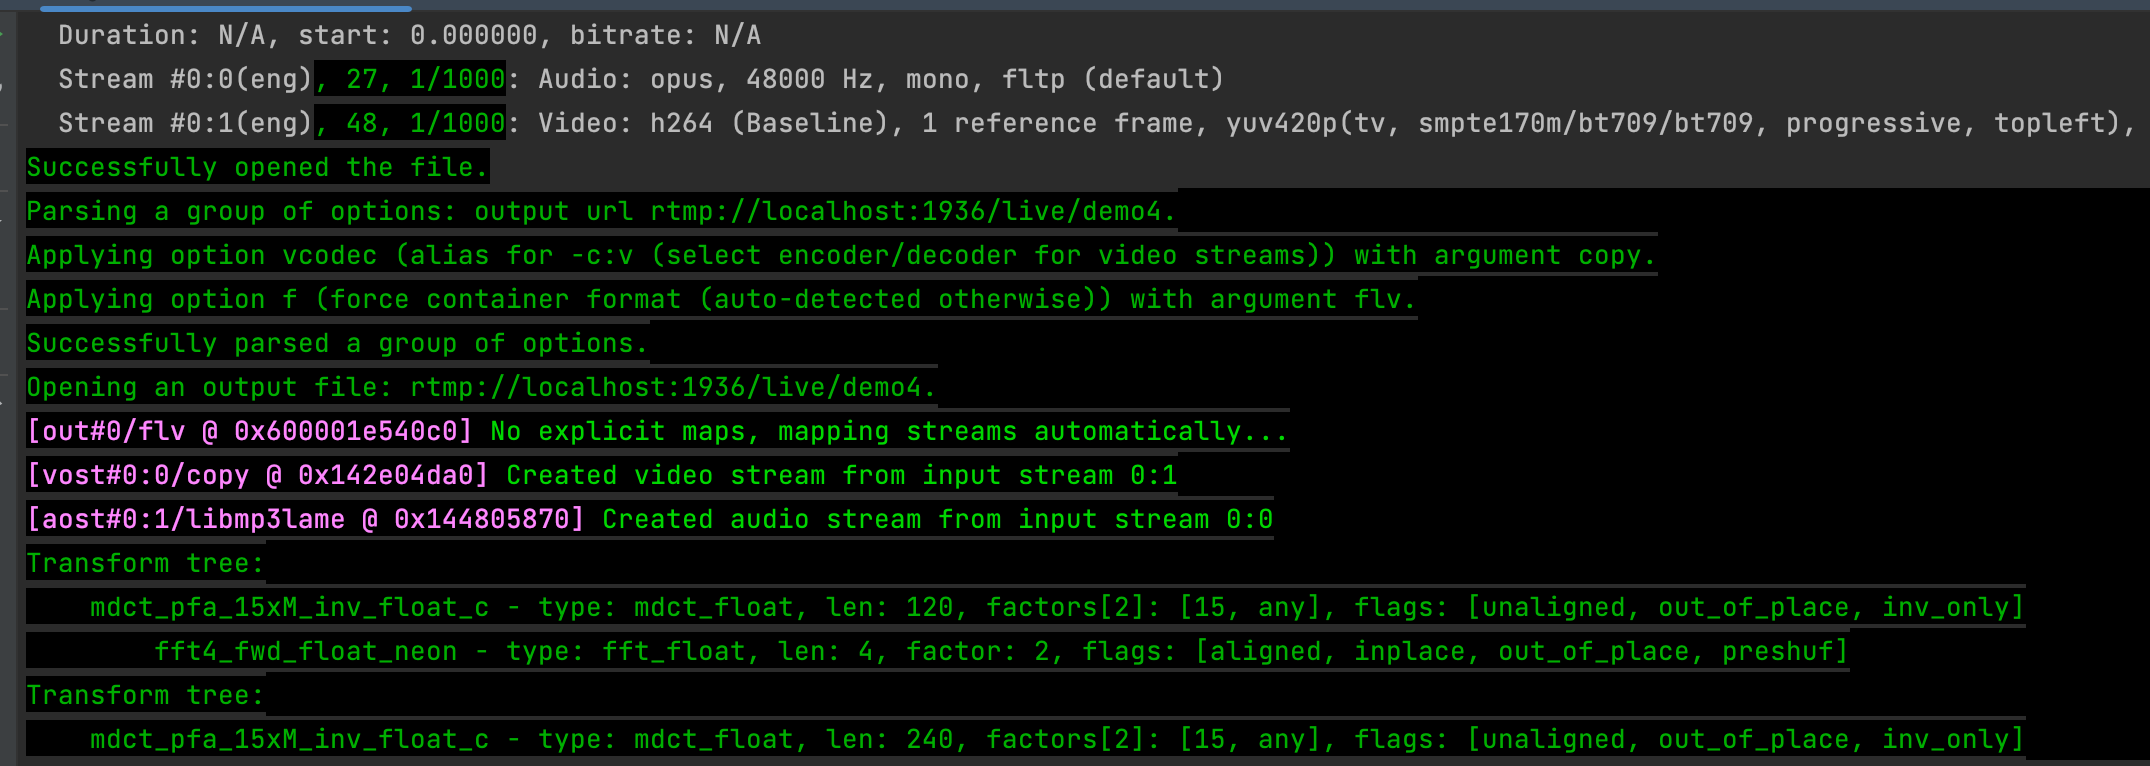 Duration: N/A, start: 0.000000, bitrate: N/A
Stream #0:0(eng), 27, 1/1000: Audio: opus, 48000 Hz, mono, fltp (default)
Stream #0:1(eng), 48, 1/1000: Video: h264 (Baseline), 1 reference frame, yuv420p(tv, smpte170m/bt709/bt709, progressive, topleft),
Successfully opened the file.
Parsing a group of options: output url rtmp://localhost:1936/live/demo4.
Applying option vcodec (alias for -c:v (select encoder/decoder for video streams)) with argument copy.
Applying option f (force container format (auto-detected otherwise)) with argument flv.
Successfully parsed a group of options.
Opening an output file: rtmp://localhost:1936/live/demo4.
[out#0/flv @ 0x600001e540c0] No explicit maps, mapping streams automatically...
[vost#0:0/copy @ 0x142e04da0] Created video stream from input stream 0:1
[aost#0:1/libmp3lame @ 0x144805870] Created audio stream from input stream 0:0
Transform tree:
    mdct_pfa_15xM_inv_float_c - type: mdct_float, len: 120, factors[2]: [15, any], flags: [unaligned, out_of_place, inv_only]
        fft4_fwd_float_neon - type: fft_float, len: 4, factor: 2, flags: [aligned, inplace, out_of_place, preshuf]
Transform tree:
    mdct_pfa_15xM_inv_float_c - type: mdct_float, len: 240, factors[2]: [15, any], flags: [unaligned, out_of_place, inv_only]